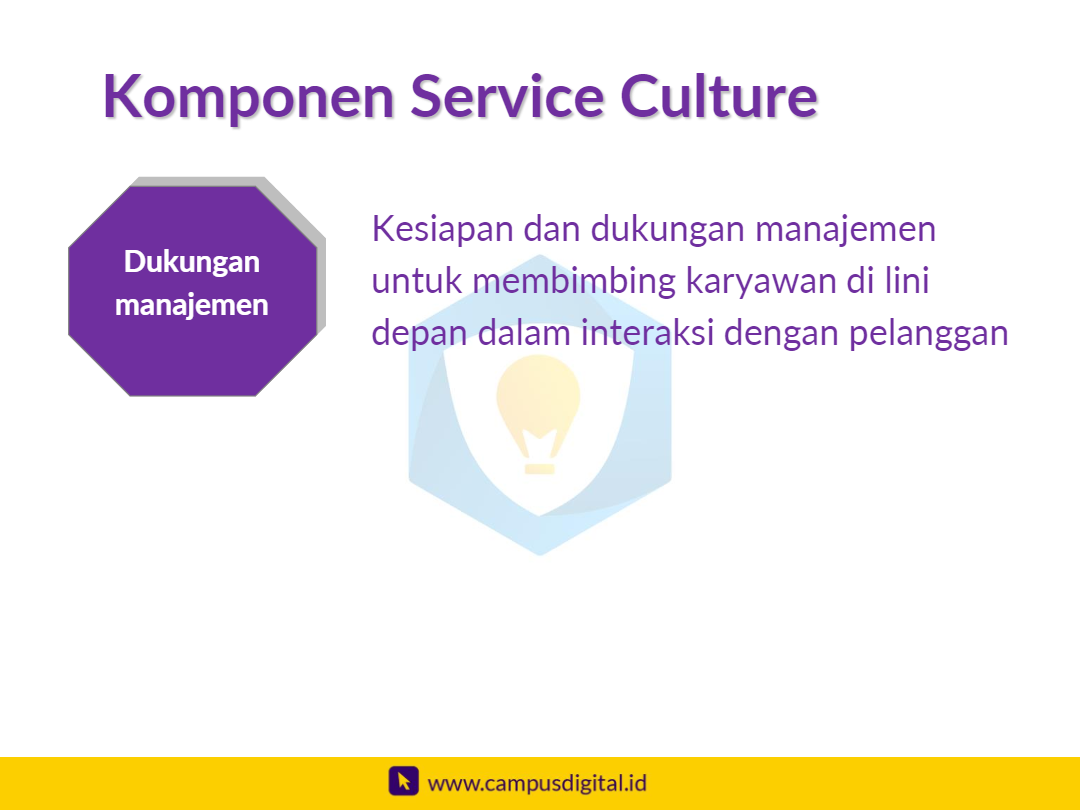 Komponen Service Culture
Dukungan
manajemen
Kesiapan dan dukungan manajemen
untuk membimbing karyawan di lini
depan dalam interaksi dengan pelanggan
www.campusdigital.id